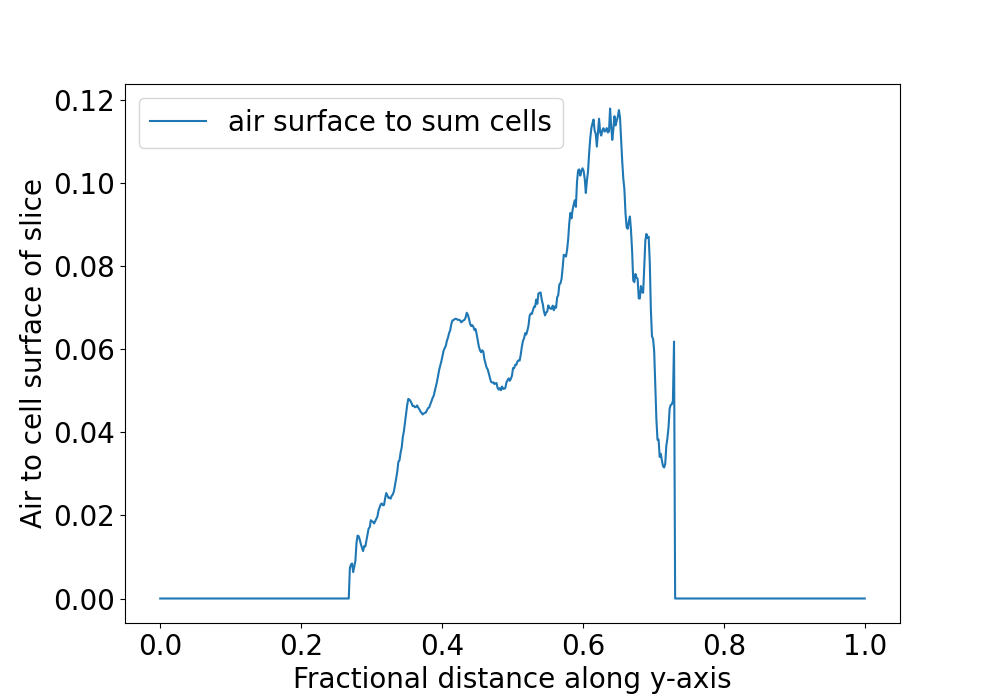 air surface to sum cells
0.12
0.10
0.08
0.06
0.04
0.02
0.00
Air to cell surface of slice
0.0 0.2 0.4 0.6 0.8 1.0
Fractional distance along y-axis